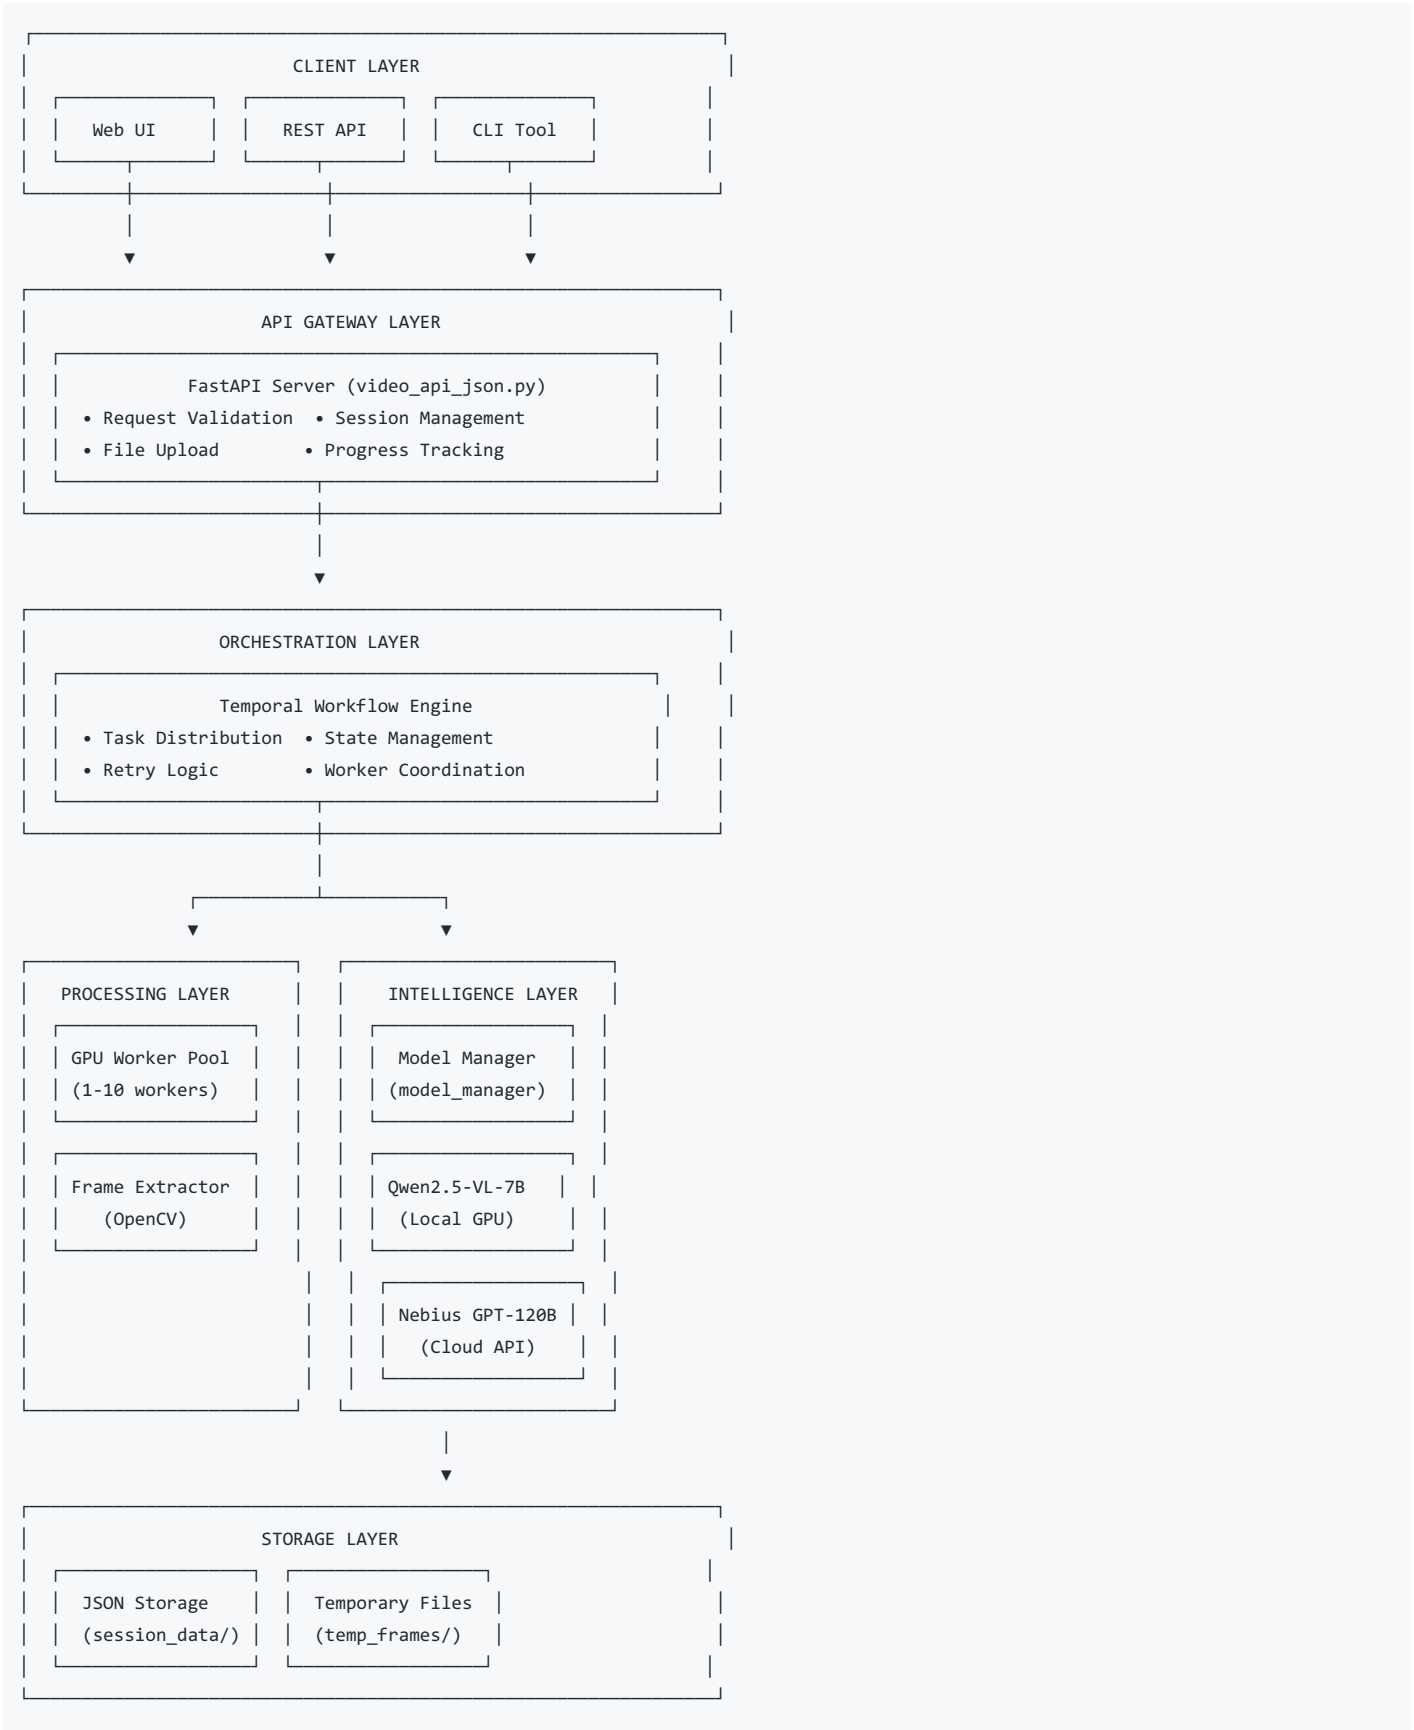 CLIENT LAYER
Web UI REST API CLI Tool
API GATEWAY LAYER
FastAPI Server (video_api_json.py)
• Request Validation • Session Management
• File Upload • Progress Tracking
ORCHESTRATION LAYER
Temporal Workflow Engine
• Task Distribution • State Management
• Retry Logic • Worker Coordination
PROCESSING LAYER INTELLIGENCE LAYER
GPU Worker Pool Model Manager
(1-10 workers) (model_manager)
Frame Extractor Qwen2.5-VL-7B
(OpenCV) (Local GPU)
Nebius GPT-120B
(Cloud API)
STORAGE LAYER
JSON Storage Temporary Files
(session_data/) (temp_frames/)